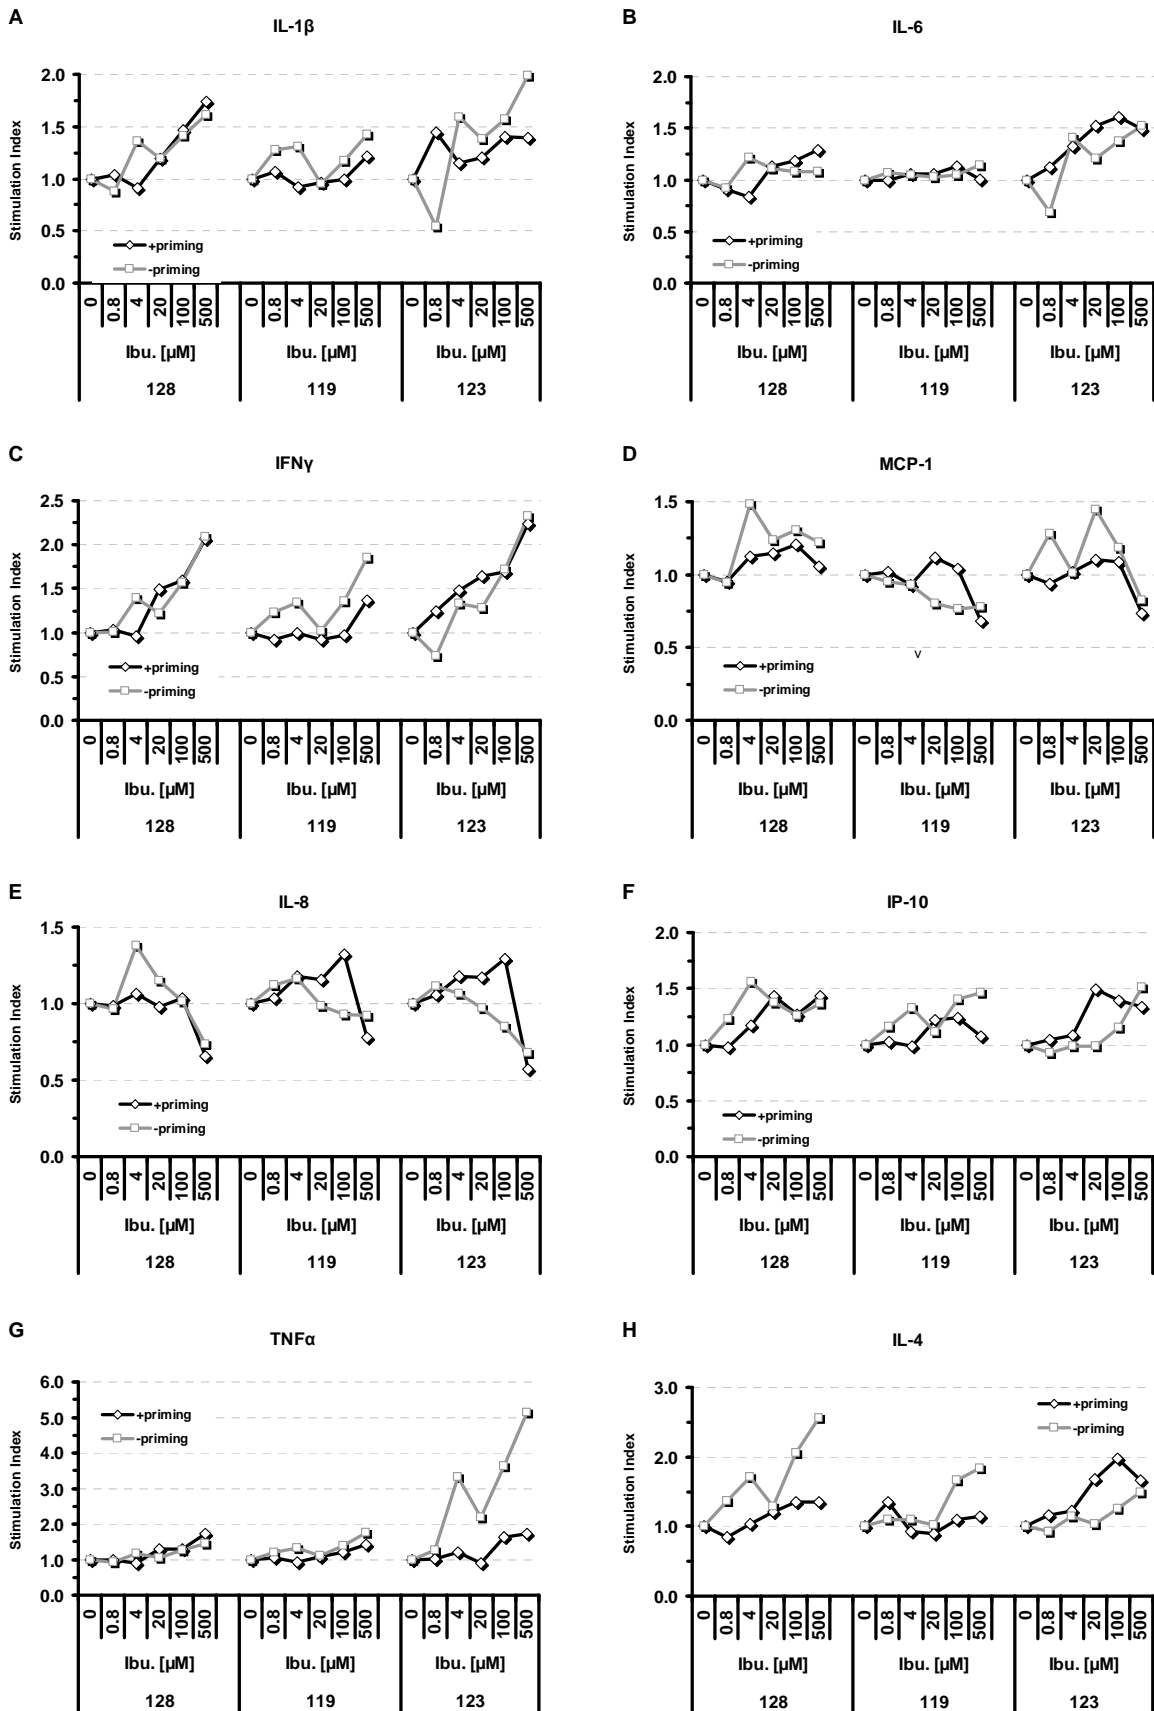 A
IL-1β
Stimulation Index
2.0
1.5
1.0
0.5
0.0
+priming
-priming
0 0.8 4 20 100 500 0 0.8 4 20 100 500 0 0.8 4 20 100 500
Ibu. [µM] Ibu. [µM] Ibu. [µM]
128 119 123
B
IL-6
Stimulation Index
2.0
1.5
1.0
0.5
0.0
+priming
-priming
0 0.8 4 20 100 500 0 0.8 4 20 100 500 0 0.8 4 20 100 500
Ibu. [µM] Ibu. [µM] Ibu. [µM]
128 119 123
C
IFNγ
Stimulation Index
2.5
2.0
1.5
1.0
0.5
0.0
+priming
-priming
0 0.8 4 20 100 500 0 0.8 4 20 100 500 0 0.8 4 20 100 500
Ibu. [µM] Ibu. [µM] Ibu. [µM]
128 119 123
D
MCP-1
Stimulation Index
1.5
1.0
0.5
0.0
v
+priming
-priming
0 0.8 4 20 100 500 0 0.8 4 20 100 500 0 0.8 4 20 100 500
Ibu. [µM] Ibu. [µM] Ibu. [µM]
128 119 123
E
IL-8
Stimulation Index
1.5
1.0
0.5
0.0
+priming
-priming
0 0.8 4 20 100 500 0 0.8 4 20 100 500 0 0.8 4 20 100 500
Ibu. [µM] Ibu. [µM] Ibu. [µM]
128 119 123
F
IP-10
Stimulation Index
2.0
1.5
1.0
0.5
0.0
+priming
-priming
0 0.8 4 20 100 500 0 0.8 4 20 100 500 0 0.8 4 20 100 500
Ibu. [µM] Ibu. [µM] Ibu. [µM]
128 119 123
G
TNFα
Stimulation Index
6.0
5.0
4.0
3.0
2.0
1.0
0.0
+priming
-priming
0 0.8 4 20 100 500 0 0.8 4 20 100 500 0 0.8 4 20 100 500
Ibu. [µM] Ibu. [µM] Ibu. [µM]
128 119 123
H
IL-4
Stimulation Index
3.0
2.0
1.0
0.0
+priming
-priming
0 0.8 4 20 100 500 0 0.8 4 20 100 500 0 0.8 4 20 100 500
Ibu. [µM] Ibu. [µM] Ibu. [µM]
128 119 123